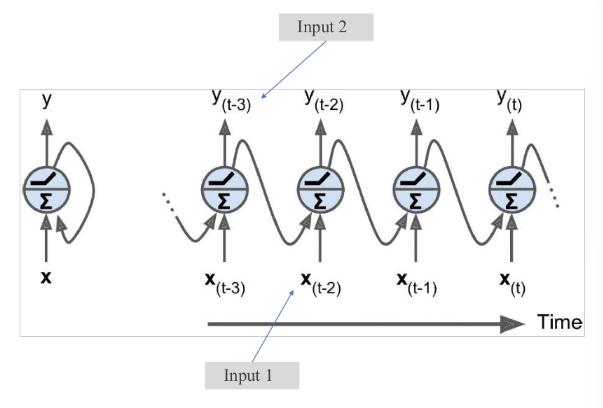 Input 2
y y(t-3) y(t-2) y(t-1) y(t)
Σ Σ Σ Σ Σ
x x(t-3) x(t-2) x(t-1) x(t)
Time
Input 1